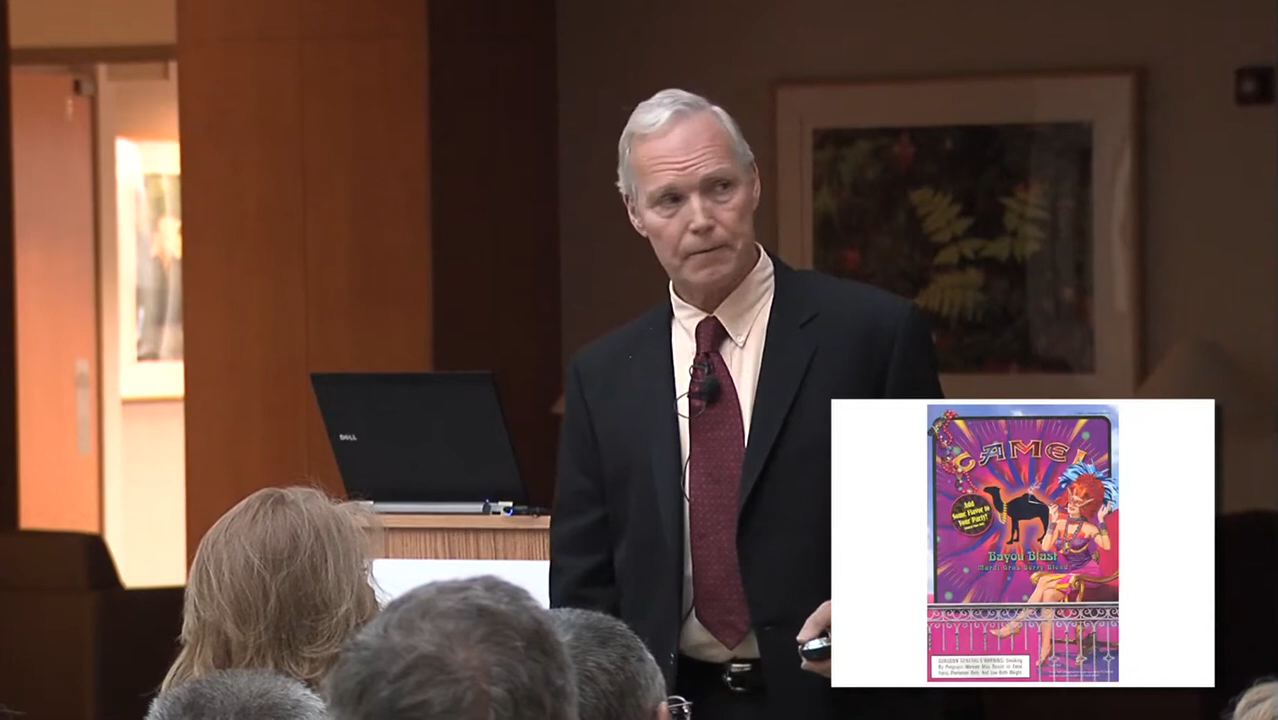 DELL
CAMEL
Add
Some Flavor to
Your Party!
Bayou Blast
Mardi Gras Berry Blend
SURGEON GENERAL'S WARNING: Smoking
By Pregnant Women May Result in Fetal
Injury, Premature Birth, And Low Birth Weight.